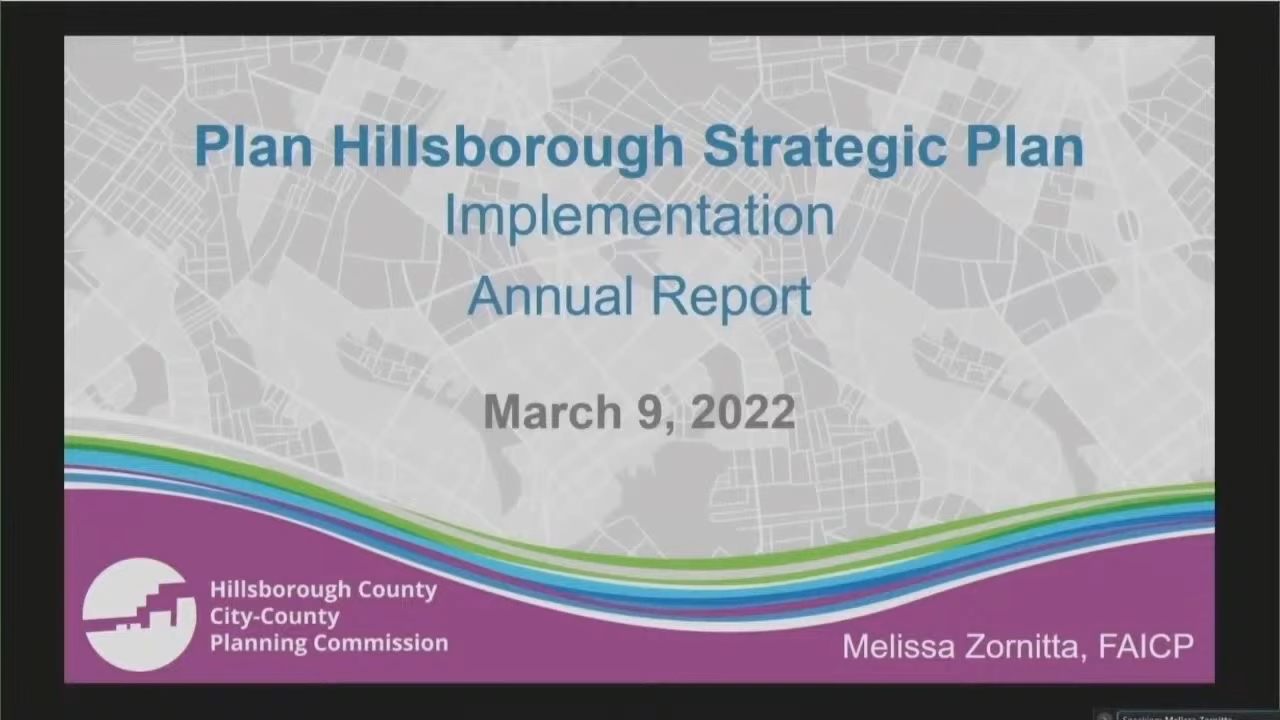 Plan Hillsborough Strategic Plan
Implementation
Annual Report
March 9, 2022
Hillsborough County
City-County
Planning Commission
Melissa Zornitta, FAICP